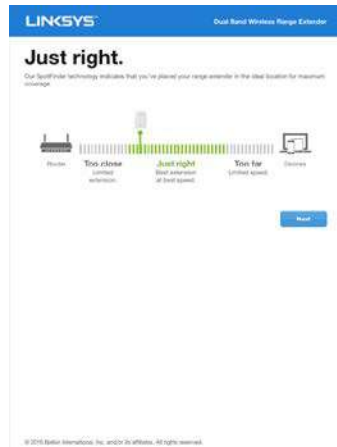 LINKSYS
Dual Band Wireless Range Extender
Just right.
Our SpotFinder technology indicates that you've placed your range extender in the ideal location for maximum
coverage.
Router
Too close
Limited
extension.
Just right
Best extension
at best speed.
Too far
Limited speed.
Devices
Next
© 2015 Belkin International, Inc. and/or its affiliates. All rights reserved.